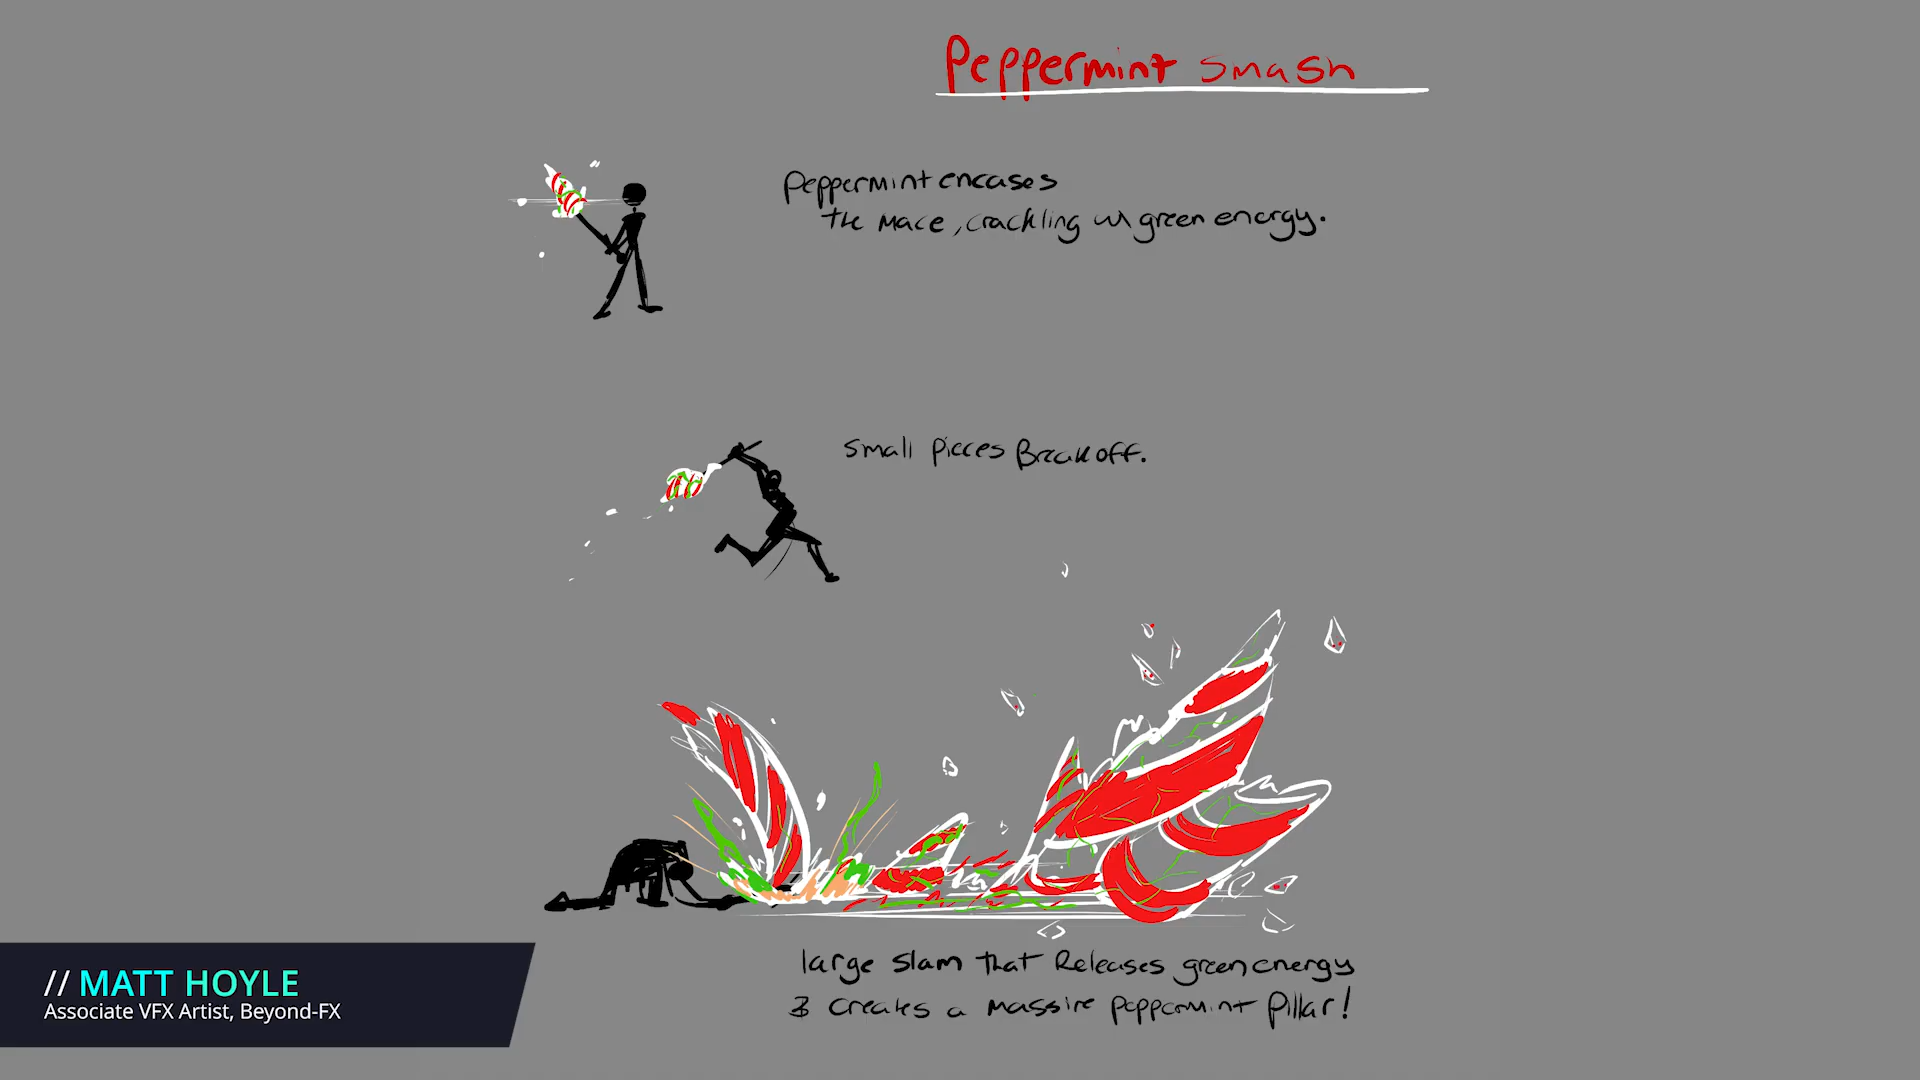 Peppermint smash
Peppermint encases
the mace, crackling w/ green energy.
small pieces Break off.
large slam that Releases green energy
& creates a massive peppermint pillar!
// MATT HOYLE
Associate VFX Artist, Beyond-FX